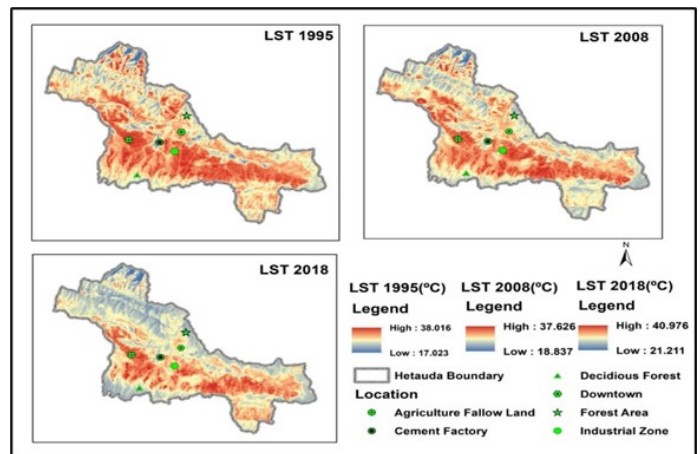 LST 1995
LST 2008
LST 2018
N
LST 1995(ºC)
Legend
High : 38.016
Low : 17.023
LST 2008(ºC)
Legend
High : 37.626
Low : 18.837
LST 2018(ºC)
Legend
High : 40.976
Low : 21.211
Hetauda Boundary
Location
Agriculture Fallow Land
Cement Factory
Decidious Forest
Downtown
Forest Area
Industrial Zone